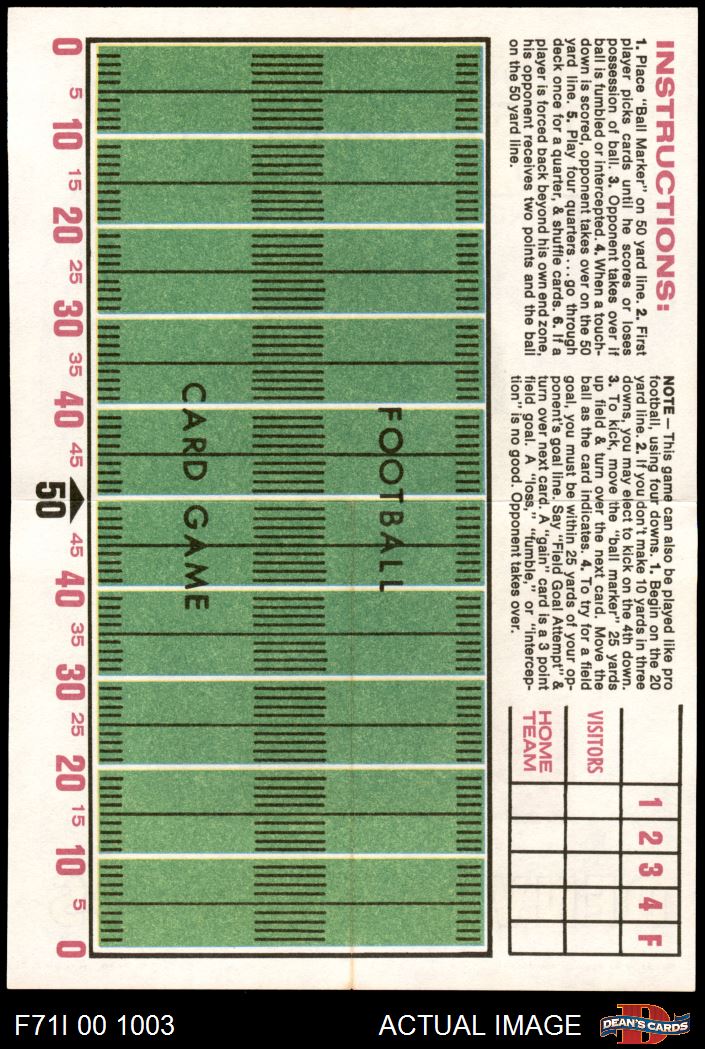 INSTRUCTIONS:
1. Place "Ball Marker" on 50 yard line. 2. First
player picks cards until he scores or loses
possession of ball. 3. Opponent takes over if
ball is fumbled or intercepted. 4. When a touch-
down is scored, opponent takes over on the 50
yard line. 5. Play four quarters...go through
deck once for a quarter, & shuffle cards. 6. If a
player is forced back beyond his own end zone,
his opponent receives two points and the ball
on the 50 yard line.
NOTE — This game can also be played like pro
football, using four downs. 1. Begin on the 20
yard line. 2. If you don't make 10 yards in three
downs, you may elect to kick on the 4th down.
3. To kick, move the "ball marker" 25 yards
up field & turn over the next card. Move the
ball as the card indicates. 4. To try for a field
goal, you must be within 25 yards of your op-
ponent's goal line. Say "Field Goal Attempt" &
turn over next card. A "gain" card is a 3 point
field goal. A "loss," "fumble," or "intercep-
tion" is no good. Opponent takes over.
1 2 3 4 F
VISITORS
HOME
TEAM
FOOTBALL
CARD GAME
0 5 10 15 20 25 30 35 40 45 50 45 40 35 30 25 20 15 10 5 0
F71I 00 1003
ACTUAL IMAGE
D
DEAN'S CARDS